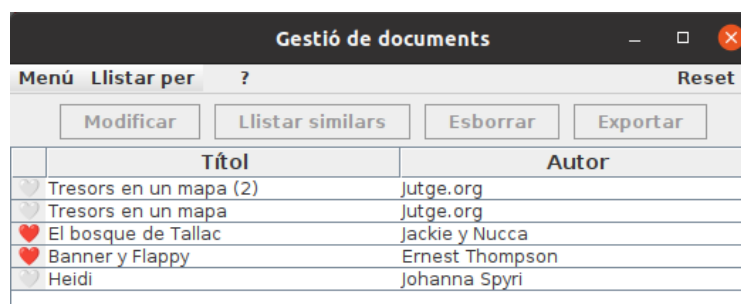 Gestió de documents
Menú Llistar per ? Reset
Modificar Llistar similars Esborrar Exportar
Títol Autor
Tresors en un mapa (2) Jutge.org
Tresors en un mapa Jutge.org
El bosque de Tallac Jackie y Nucca
Banner y Flappy Ernest Thompson
Heidi Johanna Spyri